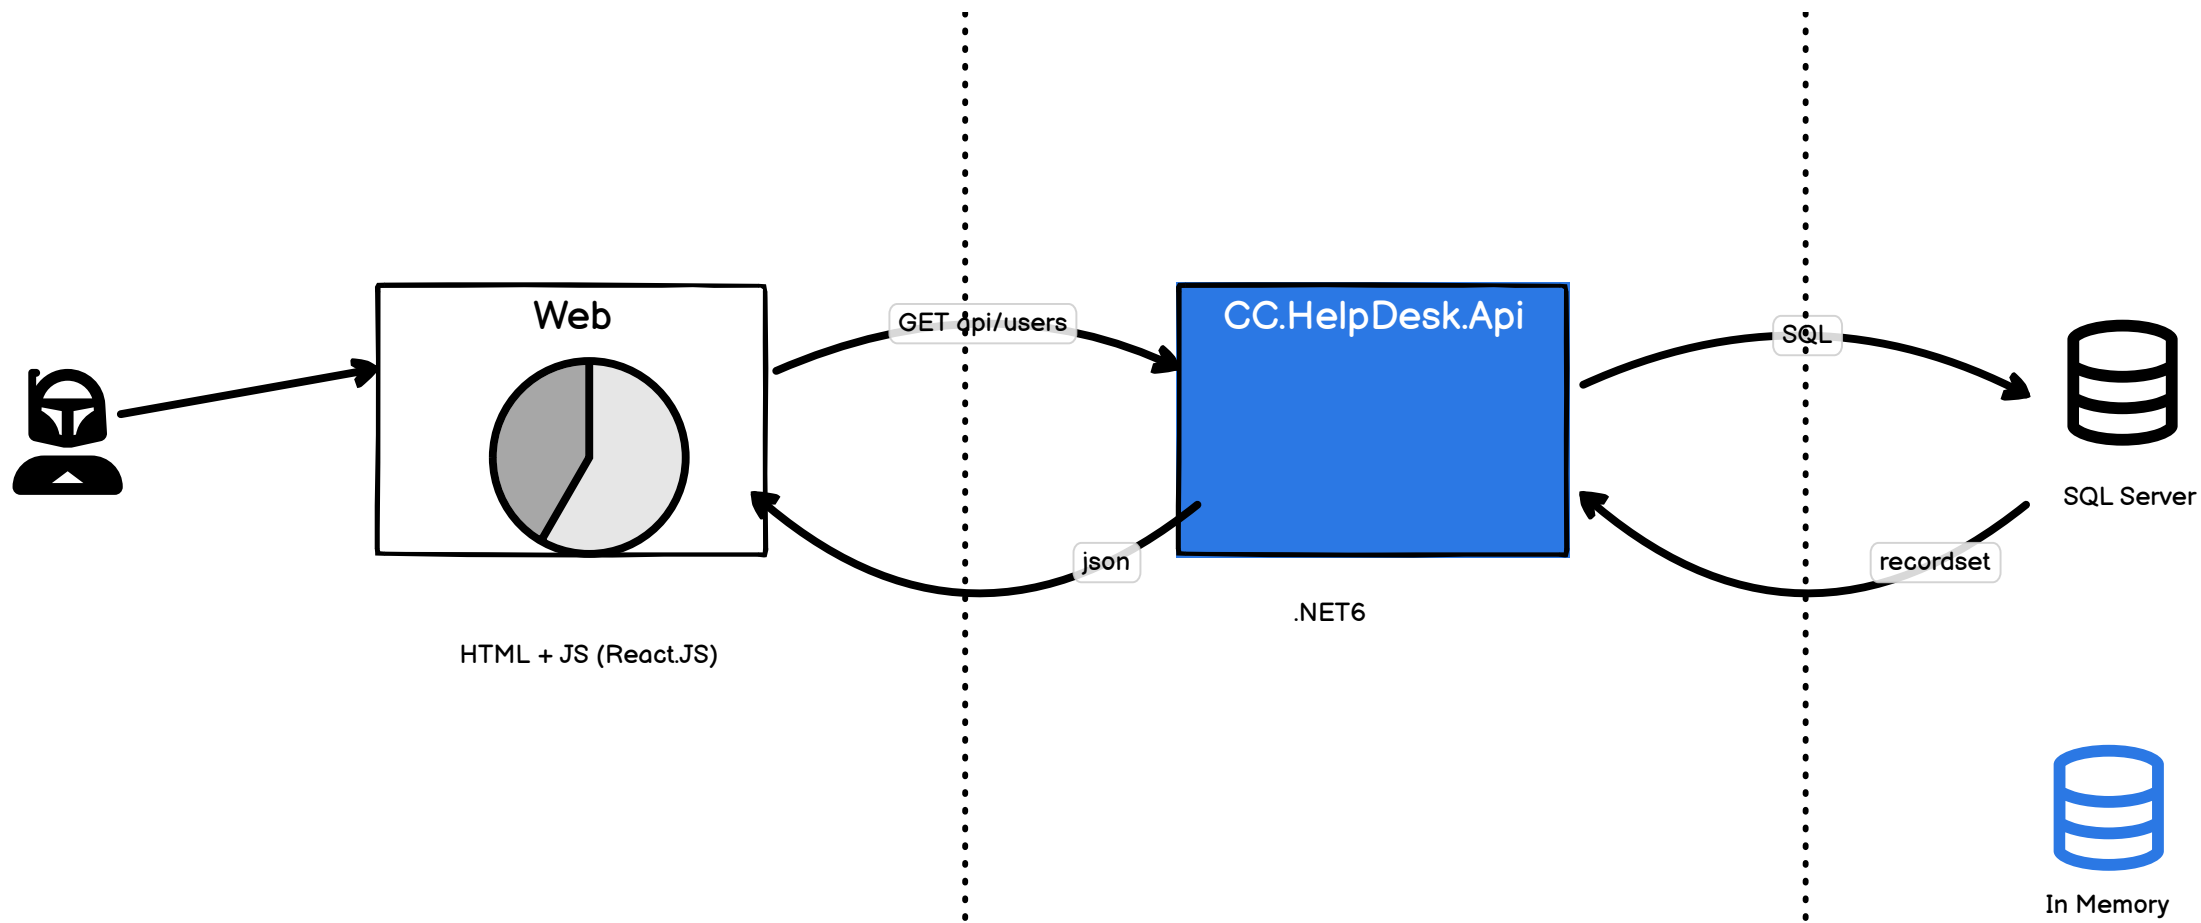 Web
CC.HelpDesk.Api
GET api/users
SQL
SQL Server
json
recordset
.NET6
HTML + JS (React.JS)
In Memory